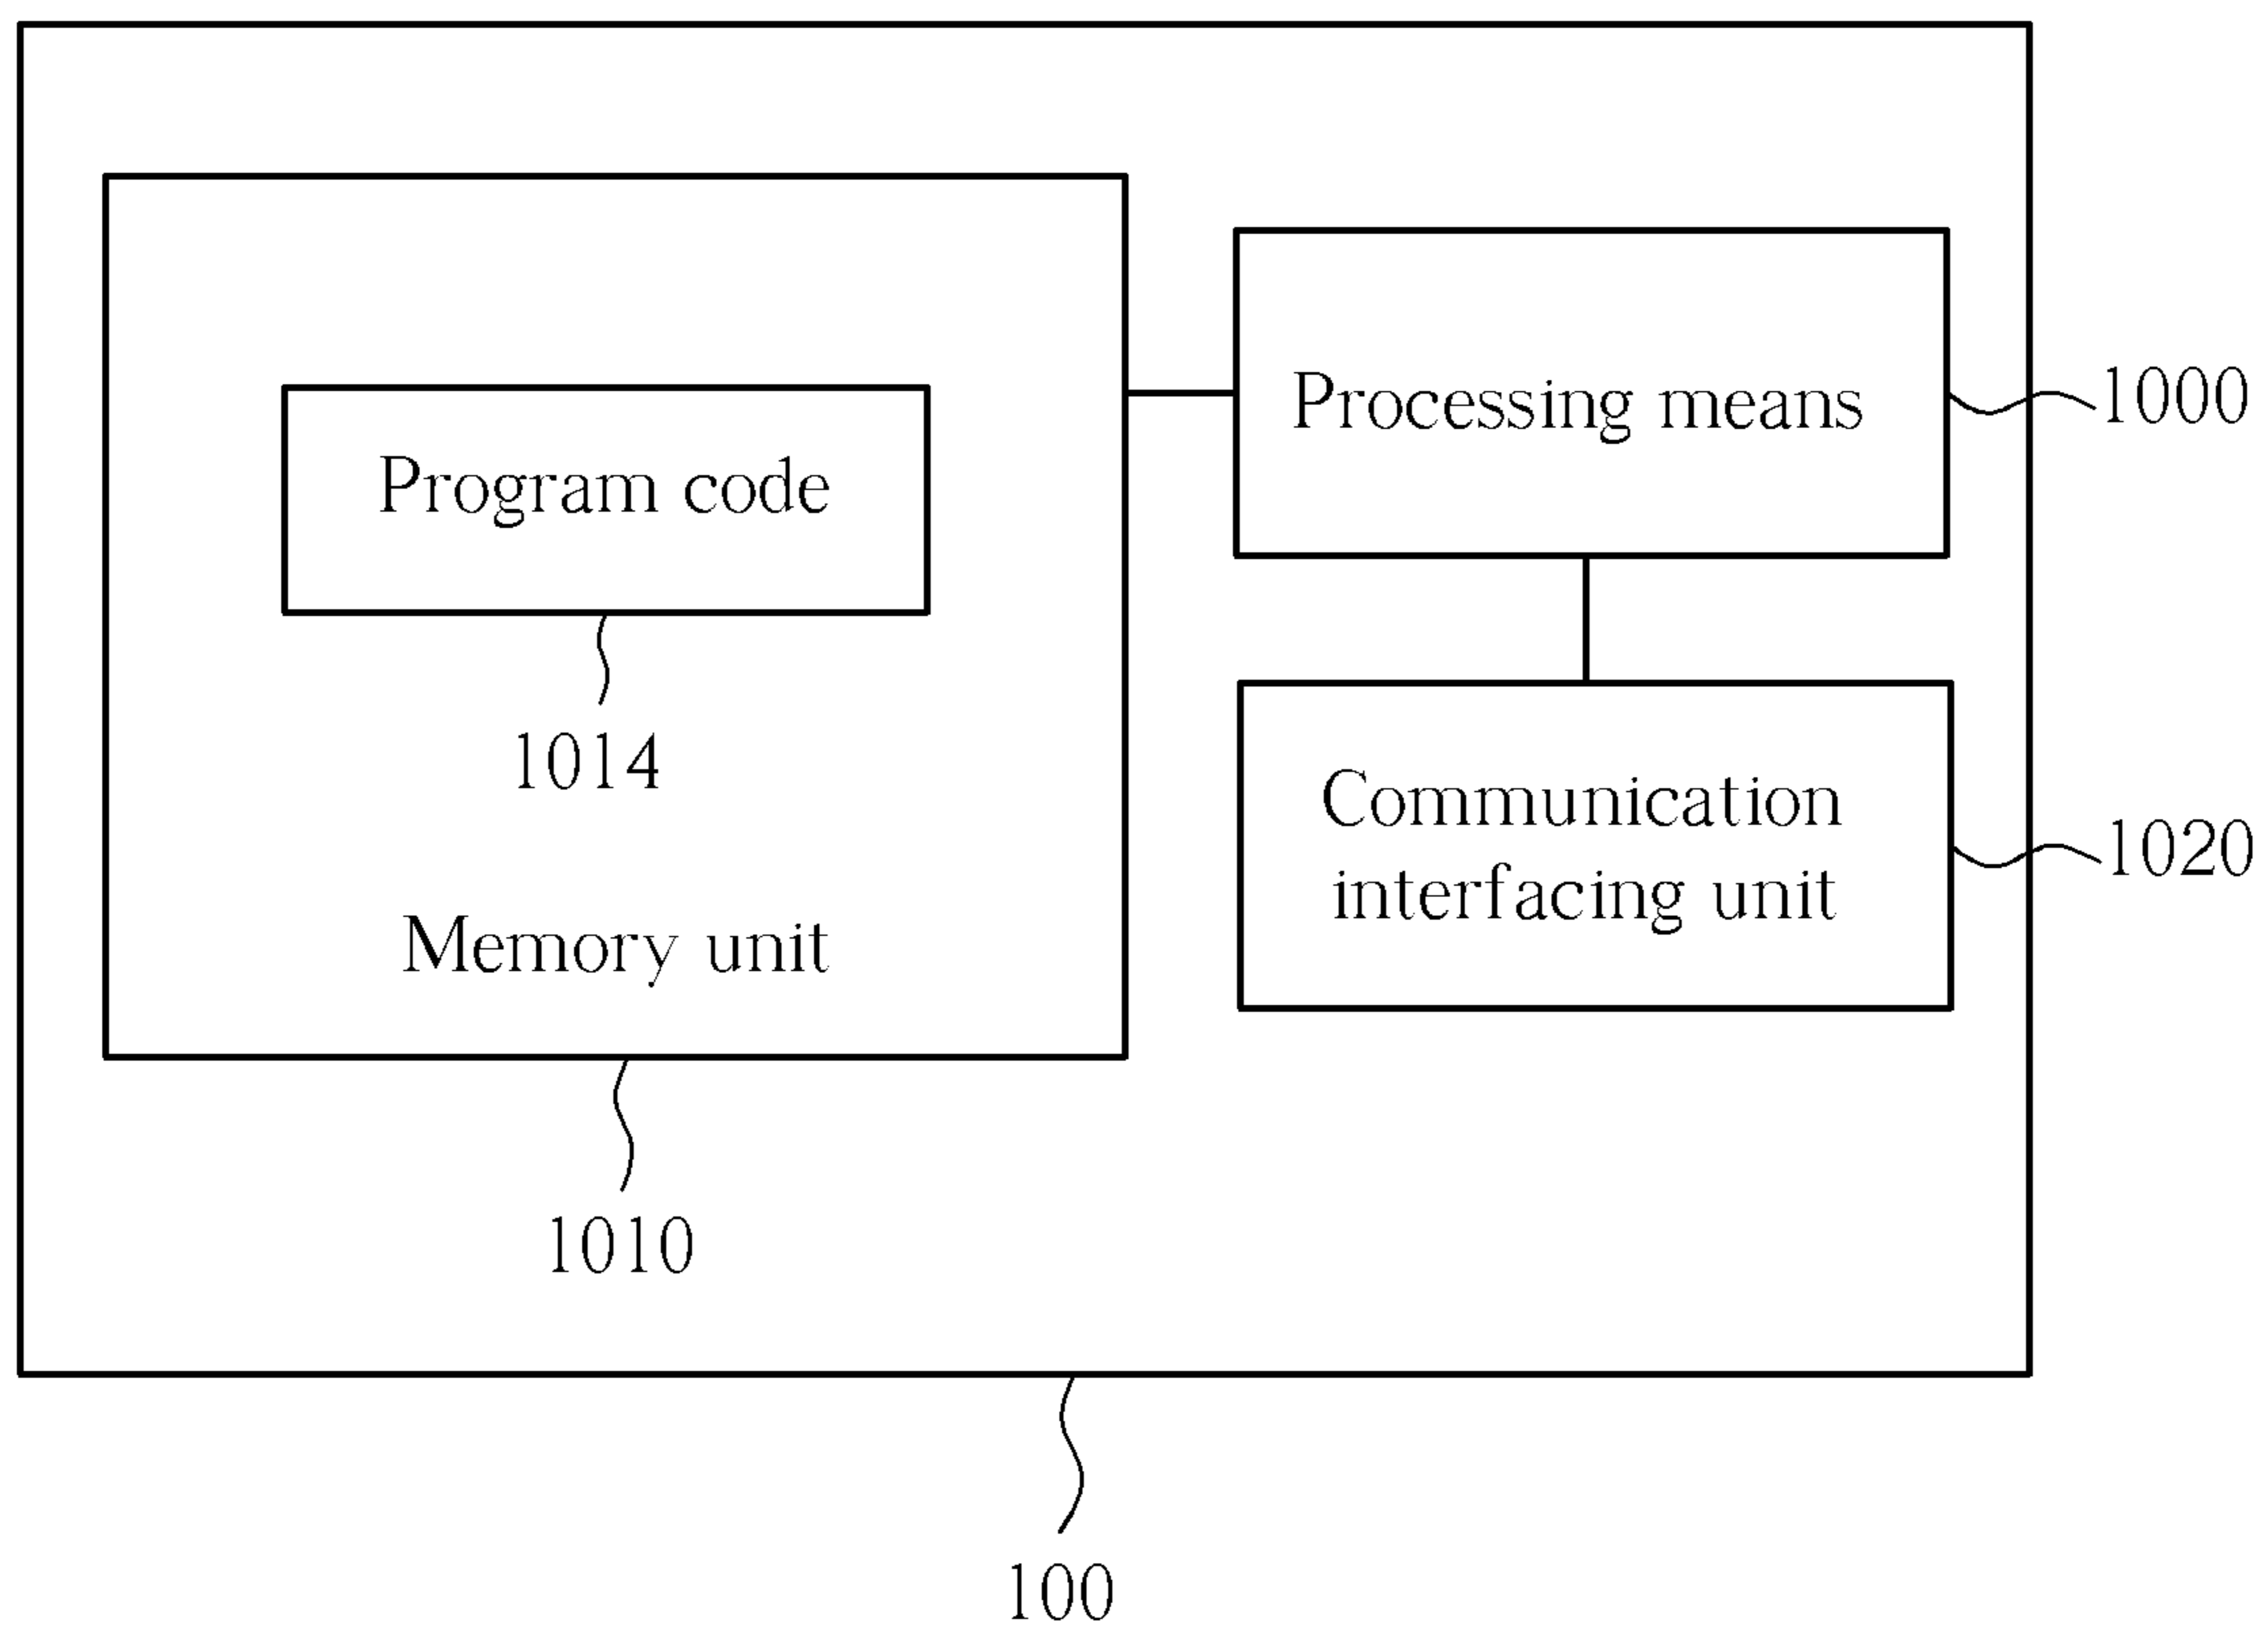 Processing means
1000
Program code
1014
Communication
interfacing unit
1020
Memory unit
1010
100